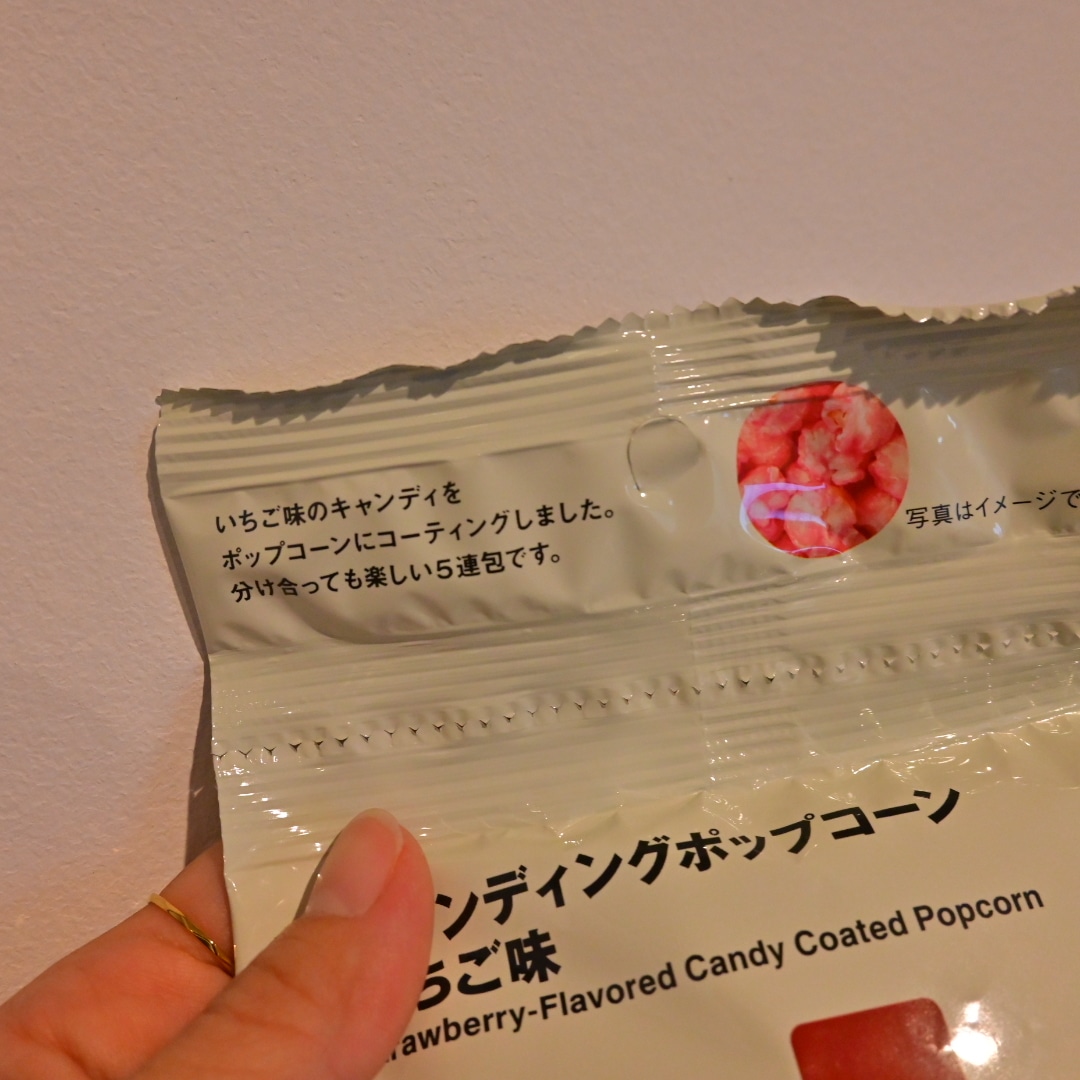 いちご味のキャンディを
ポップコーンにコーティングしました。
分け合っても楽しい5連包です。
写真はイメージで
ンディングポップコーン
ちご味
rawberry-Flavored Candy Coated Popcorn